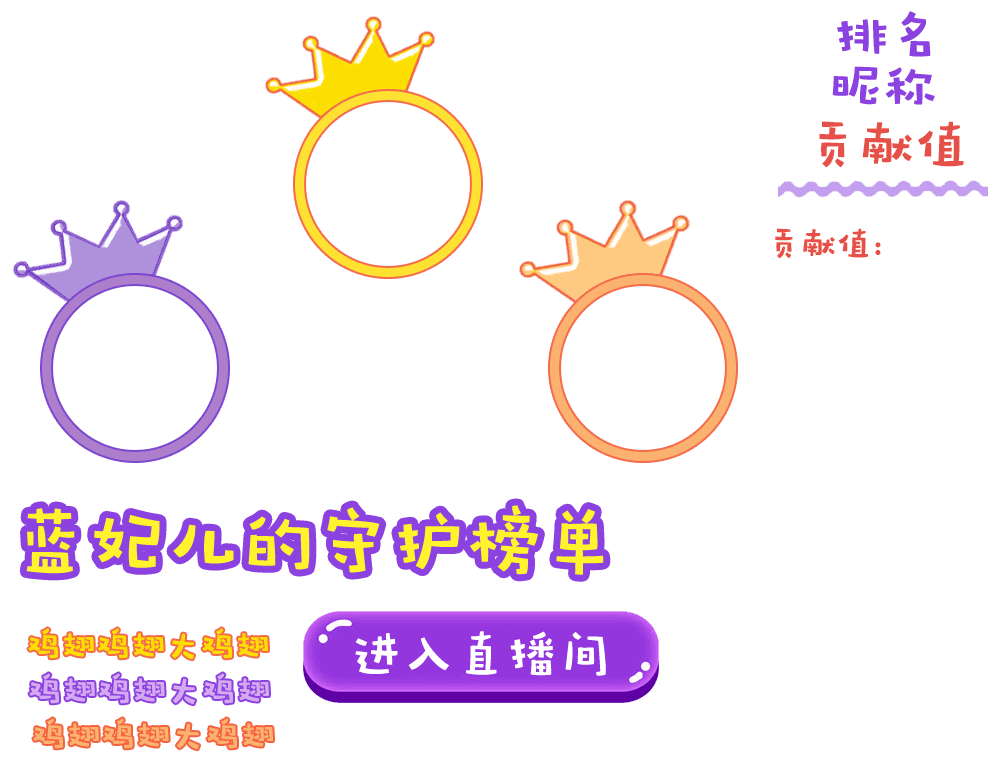 排名
昵称
贡献值
贡献值：
蓝妃儿的守护榜单
进入直播间
鸡翅鸡翅大鸡翅
鸡翅鸡翅大鸡翅
鸡翅鸡翅大鸡翅